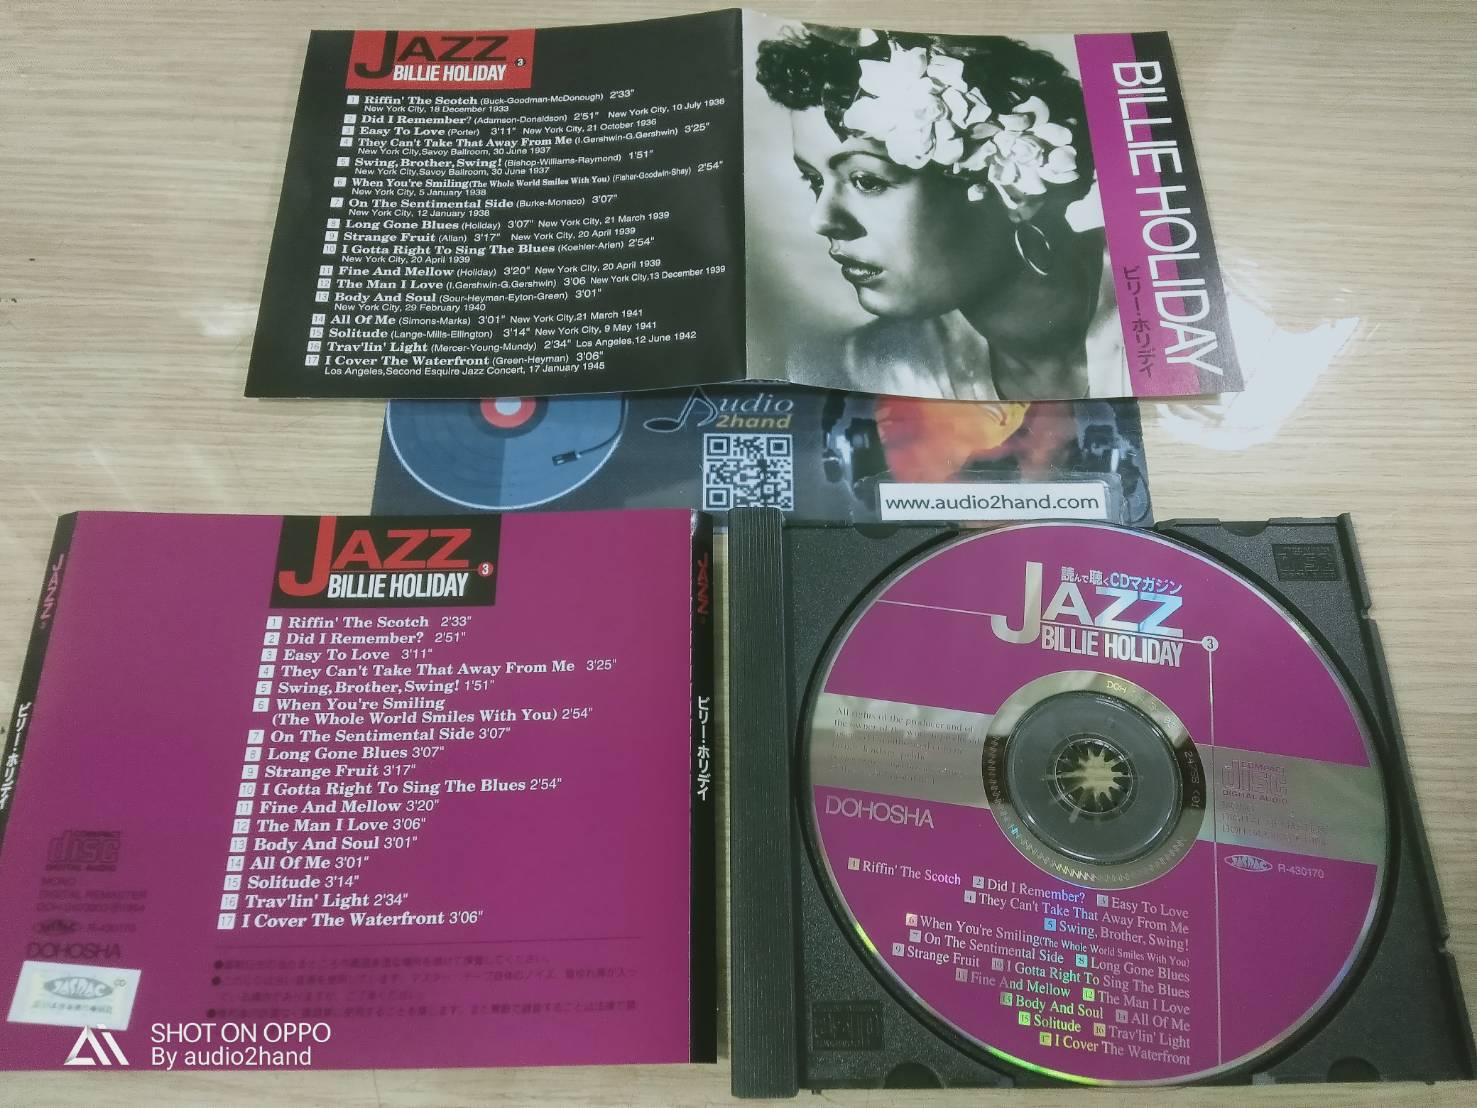 JAZZ
BILLIE HOLIDAY 3
1 Riffin' The Scotch (Buck-Goodman-McDonough) 2'33"
New York City, 18 December 1933
2 Did I Remember? (Adamson-Donaldson) 2'51" New York City, 10 July 1936
3 Easy To Love (Porter) 3'11" New York City, 21 October 1936
4 They Can't Take That Away From Me (I.Gershwin-G.Gershwin) 3'25"
New York City,Savoy Ballroom, 30 June 1937
5 Swing, Brother, Swing! (Bishop-Williams-Raymond) 1'51"
New York City,Savoy Ballroom, 30 June 1937
6 When You're Smiling(The Whole World Smiles With You) (Fisher-Goodwin-Shay) 2'54"
New York City, 5 January 1938
7 On The Sentimental Side (Burke-Monaco) 3'07"
New York City, 12 January 1938
8 Long Gone Blues (Holiday) 3'07" New York City, 21 March 1939
9 Strange Fruit (Allan) 3'17" New York City, 20 April 1939
10 I Gotta Right To Sing The Blues (Koehler-Arlen) 2'54"
New York City, 20 April 1939
11 Fine And Mellow (Holiday) 3'20" New York City, 20 April 1939
12 The Man I Love (I.Gershwin-G.Gershwin) 3'06 New York City,13 December 1939
13 Body And Soul (Sour-Heyman-Eyton-Green) 3'01"
New York City, 29 February 1940
14 All Of Me (Simons-Marks) 3'01" New York City,21 March 1941
15 Solitude (Lange-Mills-Ellington) 3'14" New York City, 9 May 1941
16 Trav'lin' Light (Mercer-Young-Mundy) 2'34" Los Angeles,12 June 1942
17 I Cover The Waterfront (Green-Heyman) 3'06"
Los Angeles,Second Esquire Jazz Concert, 17 January 1945
BILLIE HOLIDAY
ビリー・ホリデイ
Audio
2hand
www.audio2hand.com
JAZZ
ビリー・ホリデイ
JAZZ
BILLIE HOLIDAY 3
1 Riffin' The Scotch 2'33"
2 Did I Remember? 2'51"
3 Easy To Love 3'11"
4 They Can't Take That Away From Me 3'25"
5 Swing, Brother, Swing! 1'51"
6 When You're Smiling
(The Whole World Smiles With You) 2'54"
7 On The Sentimental Side 3'07"
8 Long Gone Blues 3'07"
9 Strange Fruit 3'17"
10 I Gotta Right To Sing The Blues 2'54"
11 Fine And Mellow 3'20"
12 The Man I Love 3'06"
13 Body And Soul 3'01"
14 All Of Me 3'01"
15 Solitude 3'14"
16 Trav'lin' Light 2'34"
17 I Cover The Waterfront 3'06"
COMPACT
disc
DIGITAL AUDIO
MONO
DIGITAL REMASTER
R-430170
DOHOSHA
JASRAC
JAZZ
ビリー・ホリデイ
読んで聴くCDマガジン
JAZZ
BILLIE HOLIDAY 3
All rights of the producer and of
DOHOSHA
COMPACT
disc
DIGITAL AUDIO
JASRAC R-430170
1 Riffin' The Scotch 2 Did I Remember? 3 Easy To Love
4 They Can't Take That Away From Me
5 Swing, Brother, Swing!
6 When You're Smiling(The Whole World Smiles With You)
7 On The Sentimental Side 8 Long Gone Blues
9 Strange Fruit 10 I Gotta Right To Sing The Blues
11 Fine And Mellow 12 The Man I Love
13 Body And Soul 14 All Of Me
15 Solitude 16 Trav'lin' Light
17 I Cover The Waterfront
SHOT ON OPPO
By audio2hand